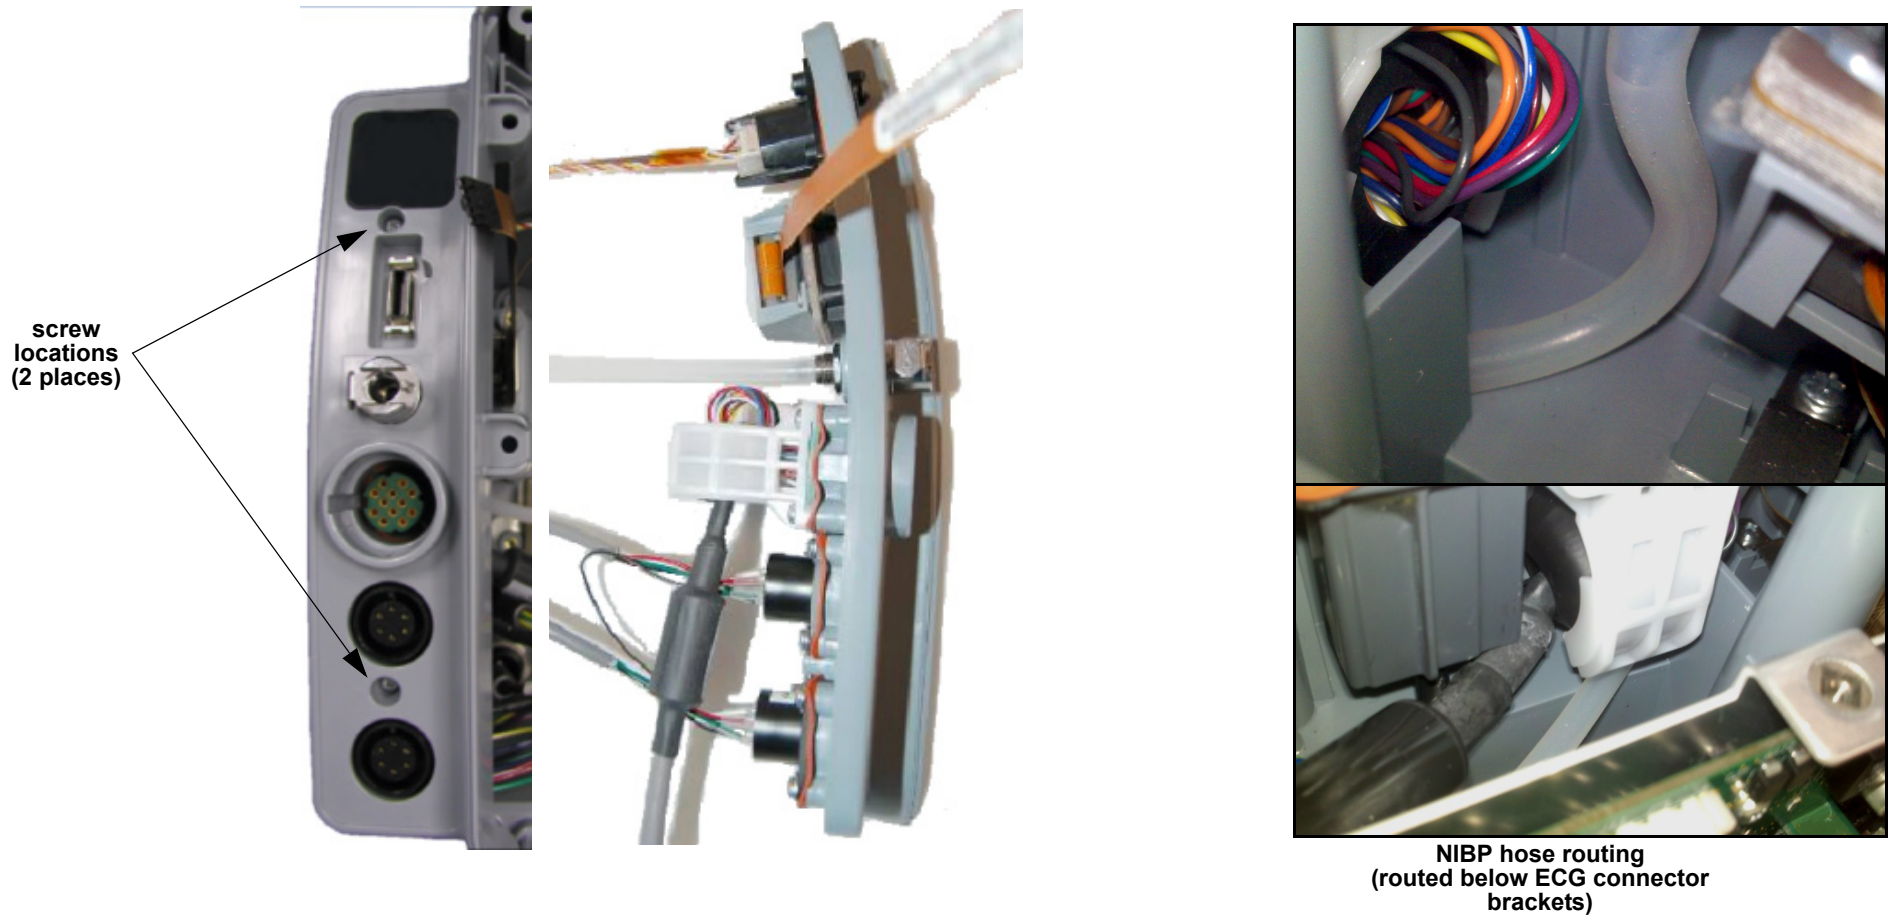 screw
locations
(2 places)
NIBP hose routing
(routed below ECG connector
brackets)